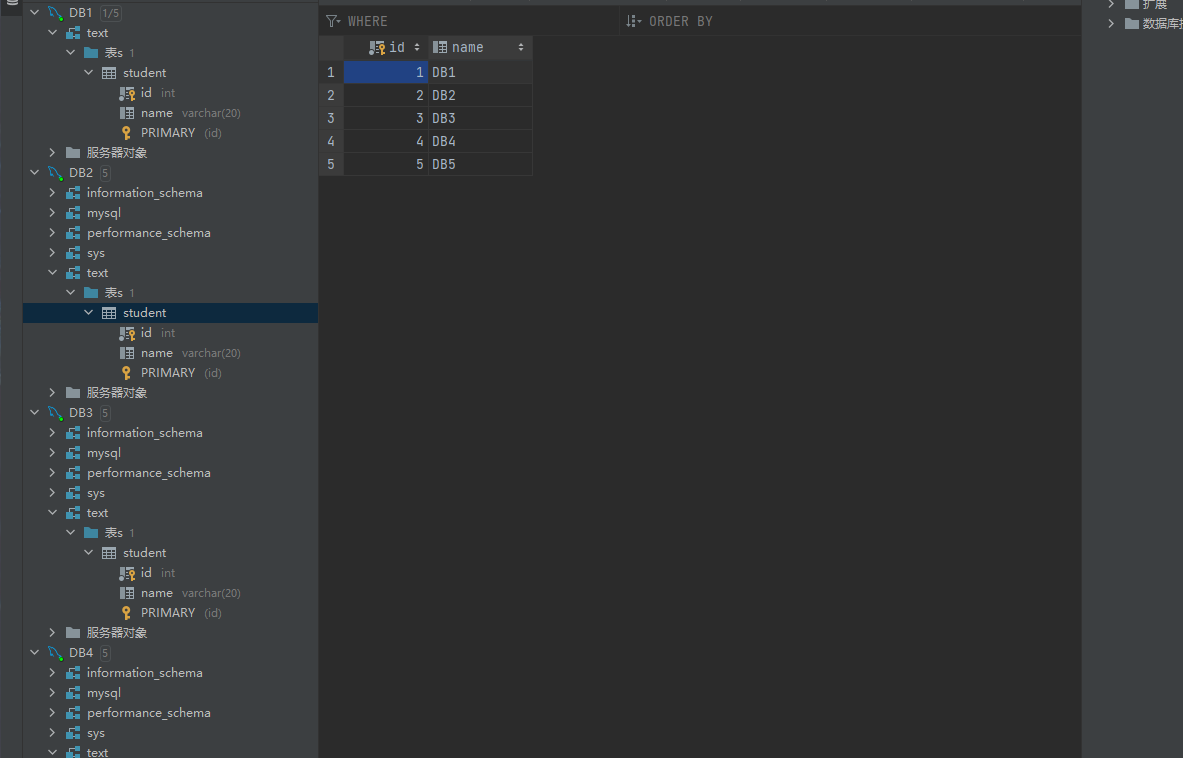 DB1 1/5
text
表s 1
student
id int
name varchar(20)
PRIMARY (id)
服务器对象
DB2 5
information_schema
mysql
performance_schema
sys
text
表s 1
student
id int
name varchar(20)
PRIMARY (id)
服务器对象
DB3 5
information_schema
mysql
performance_schema
sys
text
表s 1
student
id int
name varchar(20)
PRIMARY (id)
服务器对象
DB4 5
information_schema
mysql
performance_schema
sys
text
WHERE ORDER BY
id name
1 1 DB1
2 2 DB2
3 3 DB3
4 4 DB4
5 5 DB5
扩展
数据库